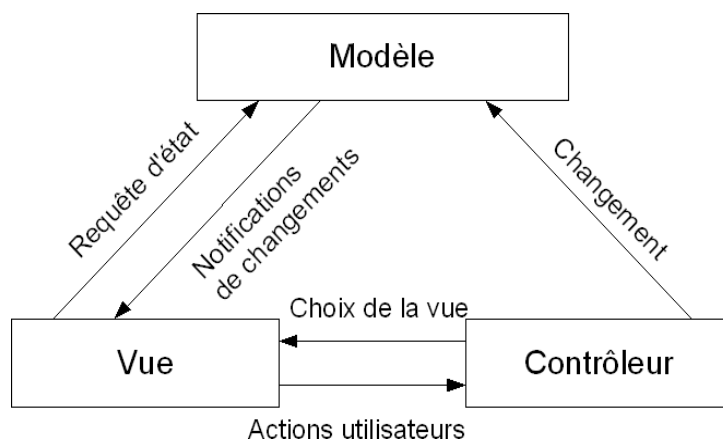 Modèle
Requête d'état
Notifications
de changements
Changement
Choix de la vue
Vue
Contrôleur
Actions utilisateurs